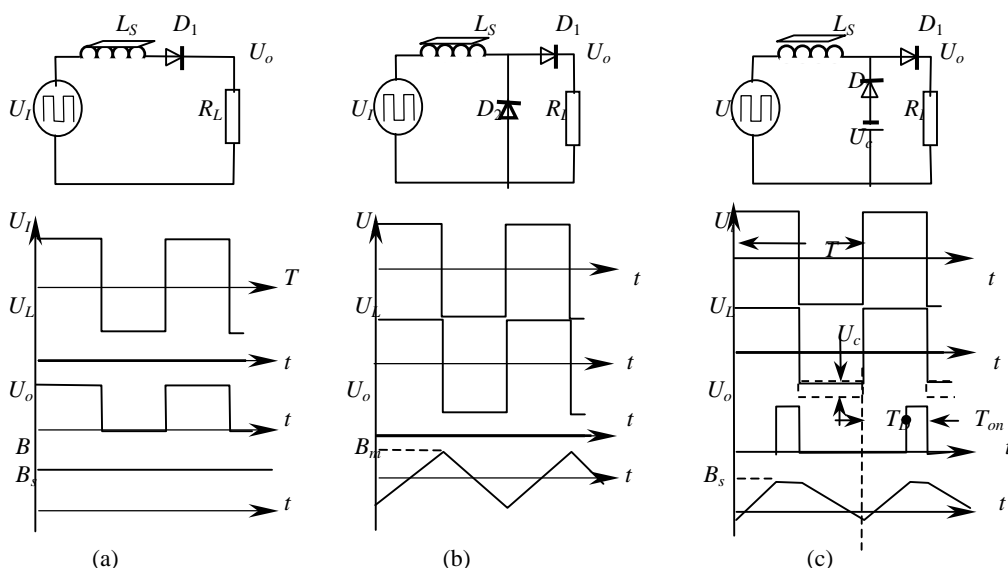 L_S D_1 U_o
U_I R_L
L_S D_1 U_o
U_I D_2 R_L
L_S D_1 U_o
U_I D U_c R_L
U_I
T
U_L
t
U_o
t
B
B_s
t
(a)
U
t
U_L
t
U_o
B_m
t
(b)
U
T
t
U_L
U_c
t
U_o
T_D T_on
t
B_s
t
(c)